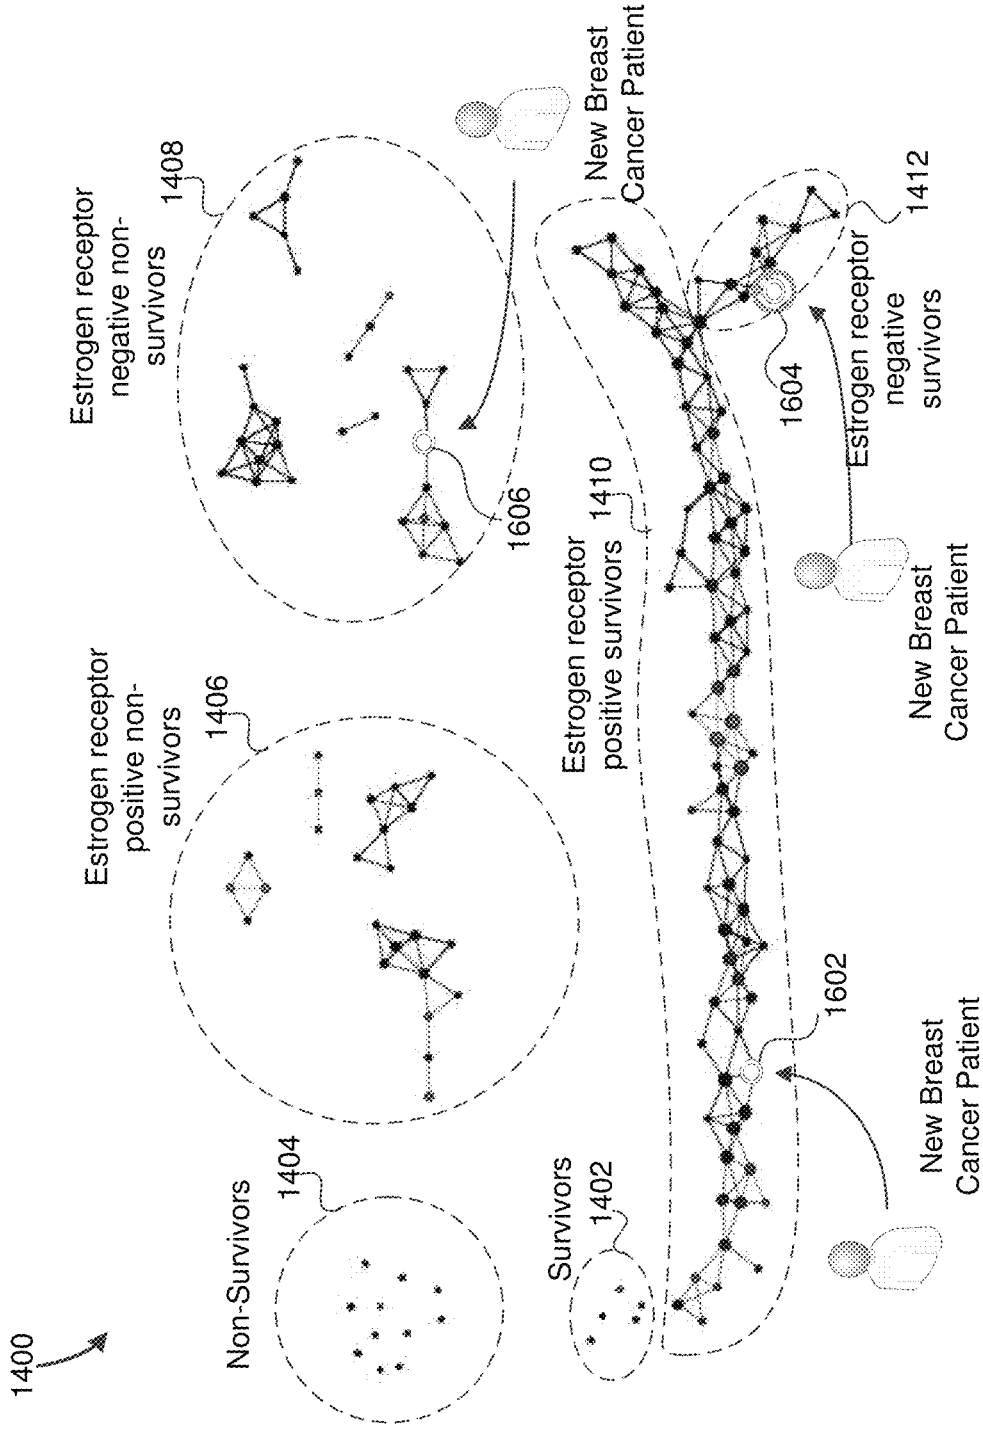 1400
Non-Survivors
1404
Survivors
1402
Estrogen receptor
positive non-
survivors
1406
Estrogen receptor
negative non-
survivors
1408
Estrogen receptor
positive survivors
1410
1606
New Breast
Cancer Patient
1602
New Breast
Cancer Patient
1604
Estrogen receptor
negative
survivors
1412
New Breast
Cancer Patient